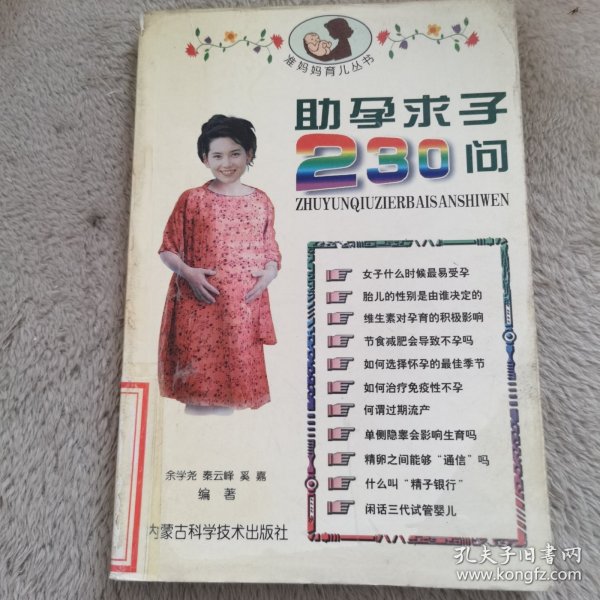 准妈妈育儿丛书
助孕求子
230问
ZHUYUNQIUZIERBAISANSHIWEN
女子什么时候最易受孕
胎儿的性别是由谁决定的
维生素对孕育的积极影响
节食减肥会导致不孕吗
如何选择怀孕的最佳季节
如何治疗免疫性不孕
何谓过期流产
单侧隐睾会影响生育吗
精卵之间能够“通信”吗
什么叫“精子银行”
闲话三代试管婴儿
余学尧 秦云峰 奚嘉
编著
内蒙古科学技术出版社
孔夫子旧书网
www.kongfz.com